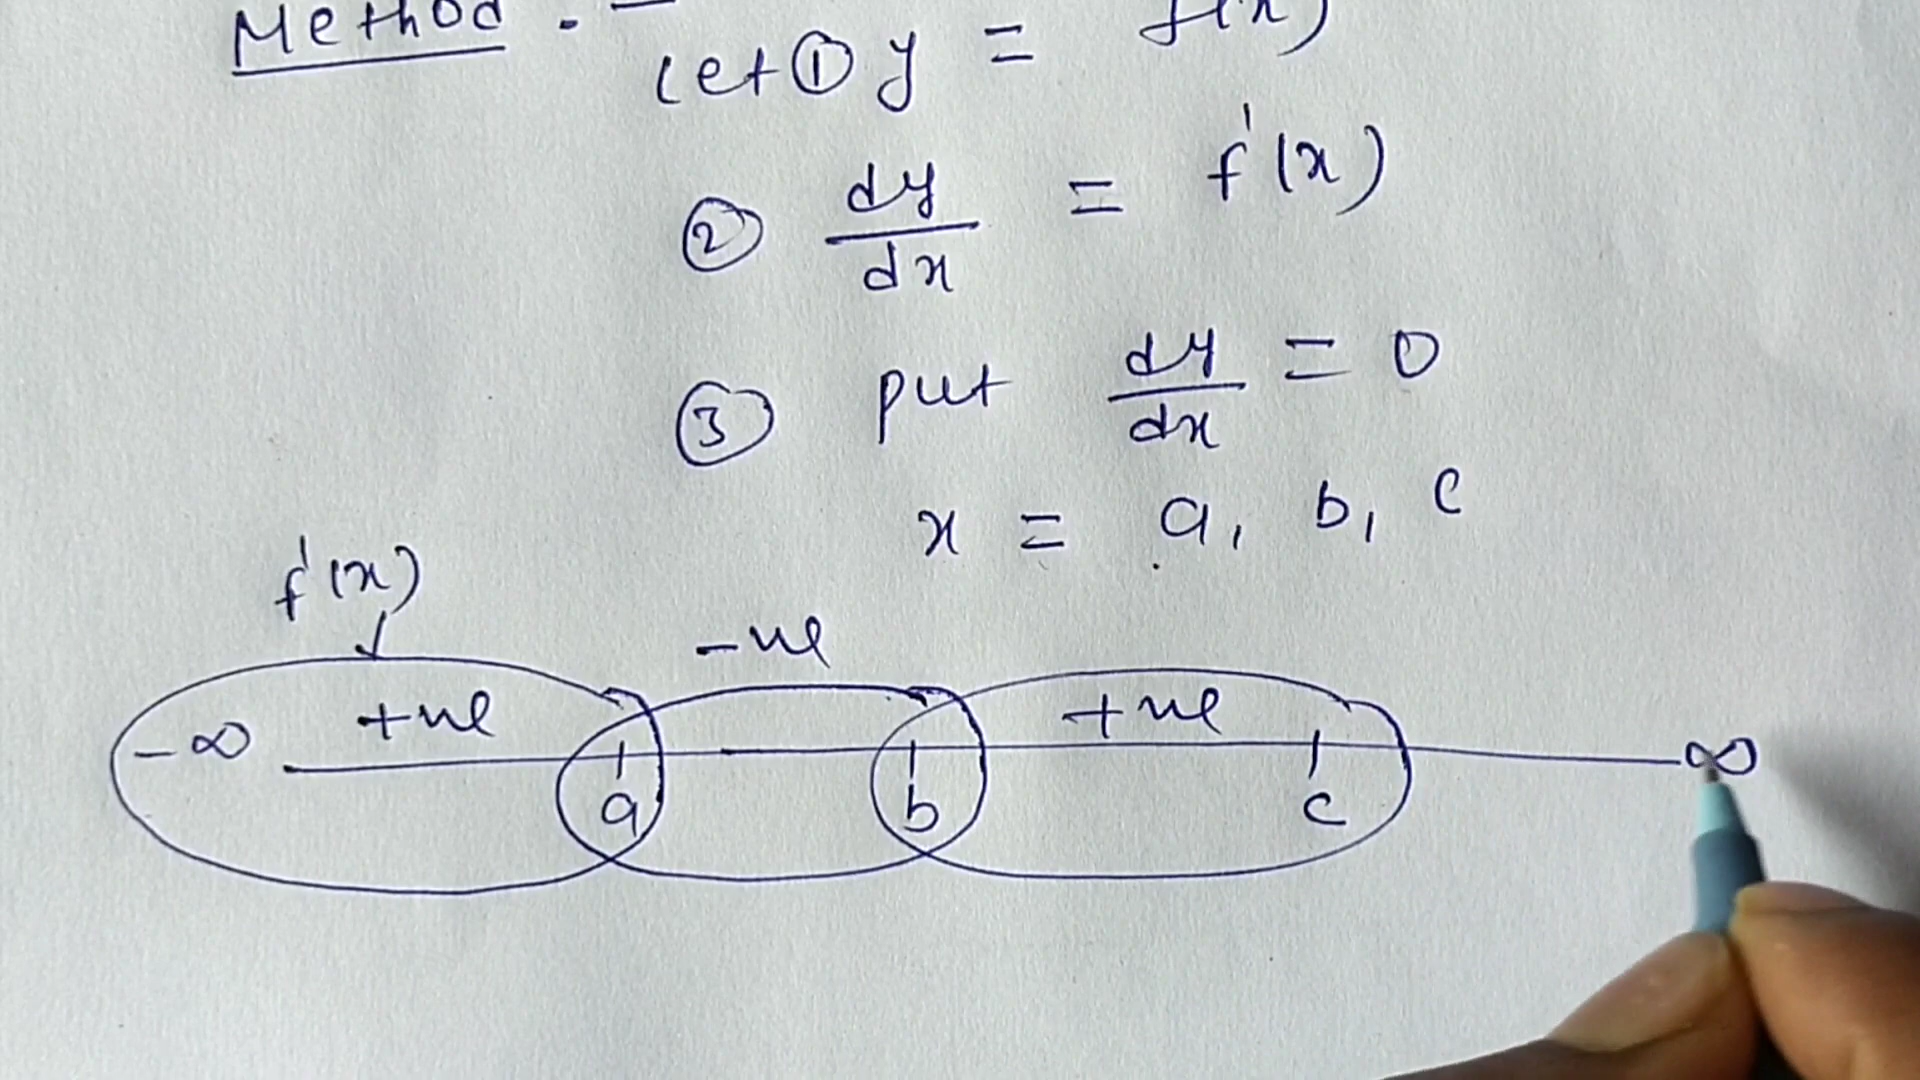 Method :-
let ① y = f(x)
② dy/dx = f'(x)
③ put dy/dx = 0
x = a, b, c
f'(x)
-ve
-∞ +ve +ve ∞
a b c